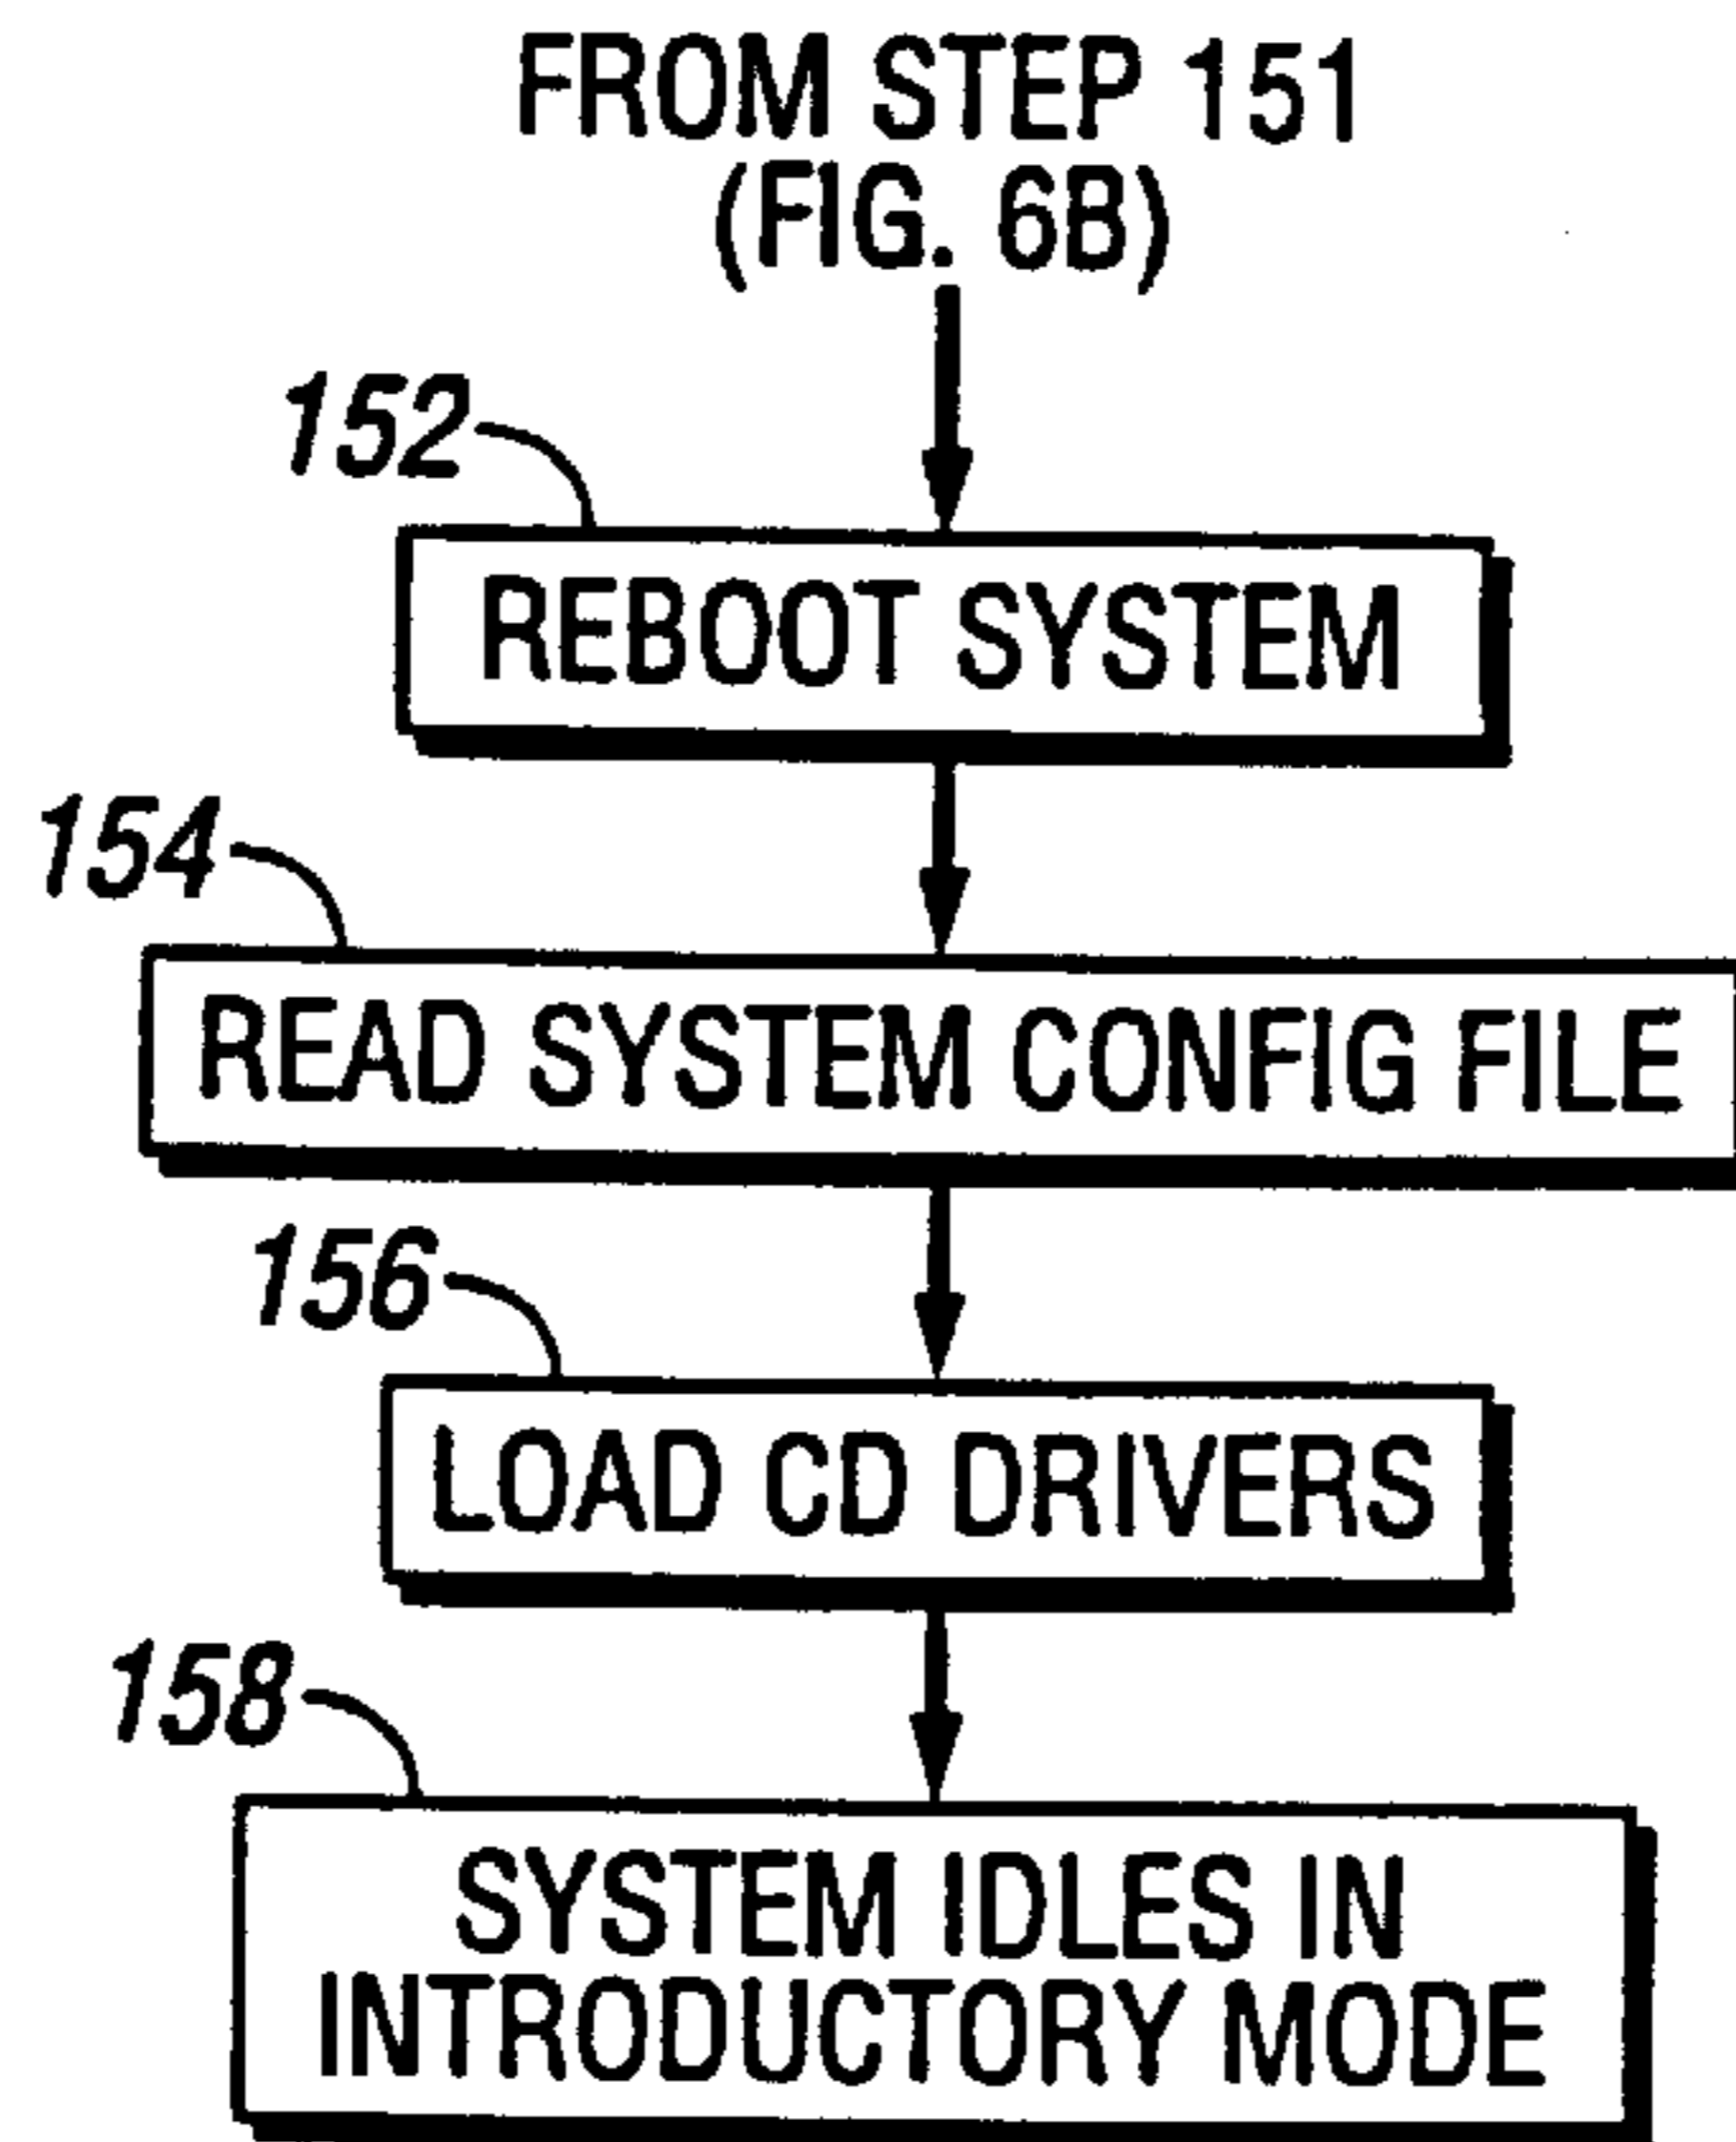 FROM STEP 151
(FIG. 6B)
152
REBOOT SYSTEM
154
READ SYSTEM CONFIG FILE
156
LOAD CD DRIVERS
158
SYSTEM IDLES IN
INTRODUCTORY MODE